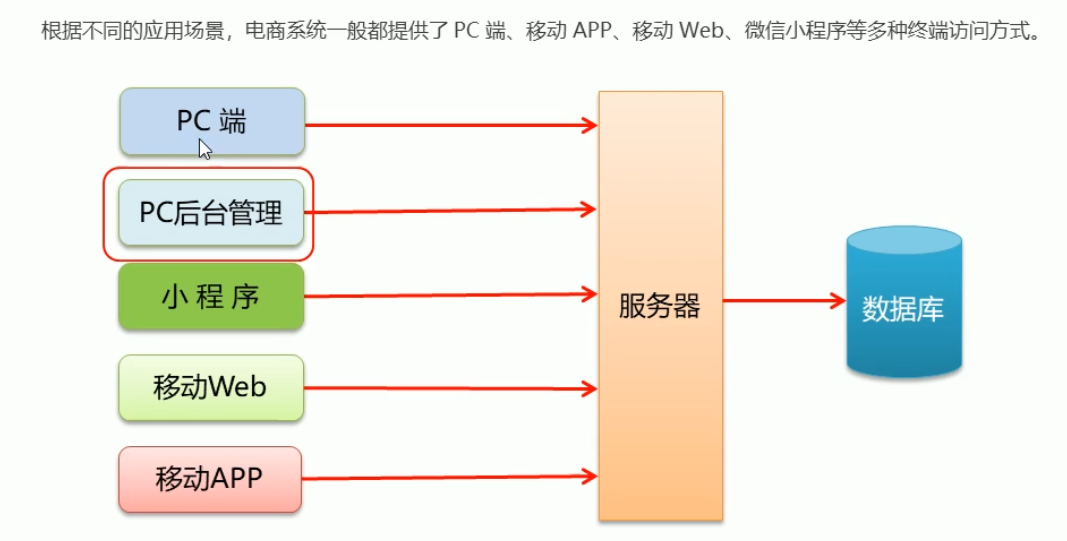 根据不同的应用场景，电商系统一般都提供了 PC 端、移动 APP、移动 Web、微信小程序等多种终端访问方式。
PC 端
PC后台管理
小 程 序
移动Web
移动APP
服务器
数据库